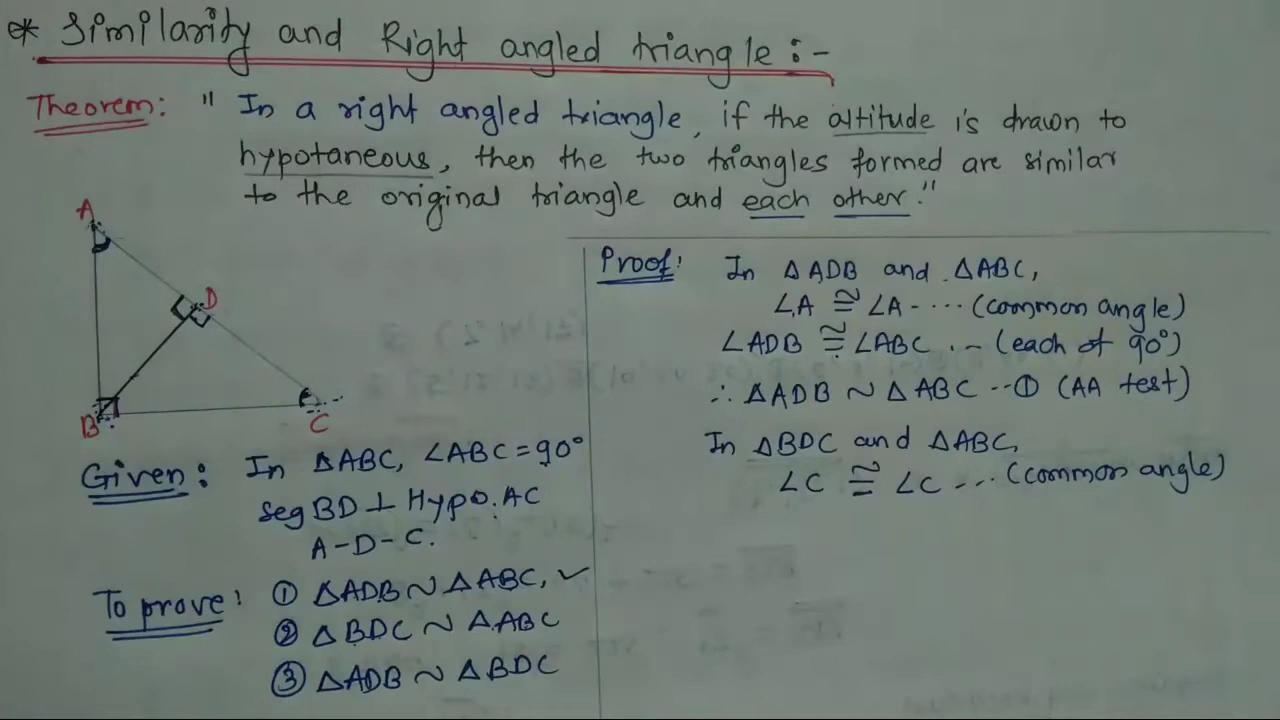 * Similarity and Right angled triangle :-
Theorem: " In a right angled triangle, if the altitude is drawn to
hypotaneous, then the two triangles formed are similar
to the original triangle and each other."
A
D
B
C
Given: In ΔABC, ∠ABC = 90°
seg BD ⊥ Hypo. AC
A-D-C.
To prove: ① ΔADB ~ ΔABC, ✓
② ΔBDC ~ ΔABC
③ ΔADB ~ ΔBDC
Proof: In ΔADB and ΔABC,
∠A ≅ ∠A - .... (common angle)
∠ADB ≅ ∠ABC .- (each of 90°)
∴ ΔADB ~ ΔABC --① (AA test)
In ΔBDC and ΔABC,
∠C ≅ ∠C --.. (common angle)